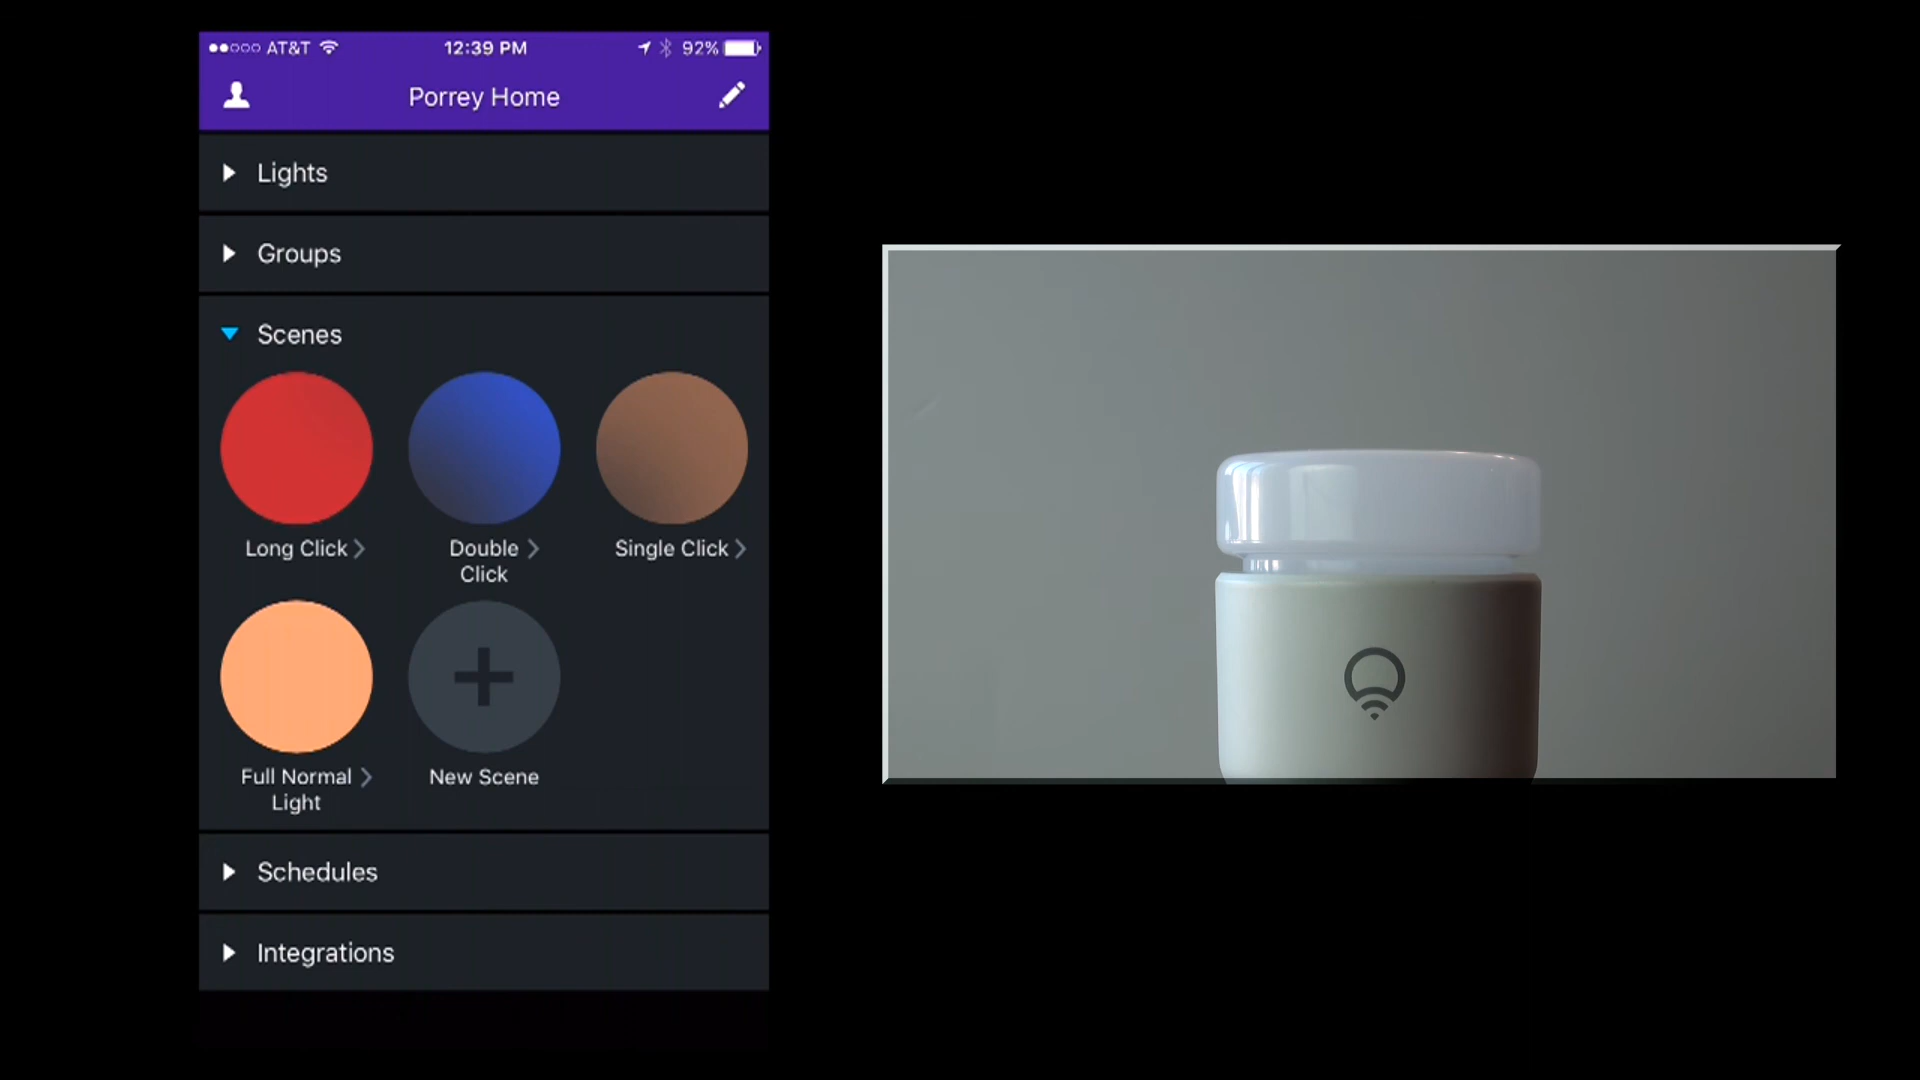 AT&T 12:39 PM 92%
Porrey Home
Lights
Groups
Scenes
Long Click
Double
Click
Single Click
Full Normal
Light
New Scene
Schedules
Integrations